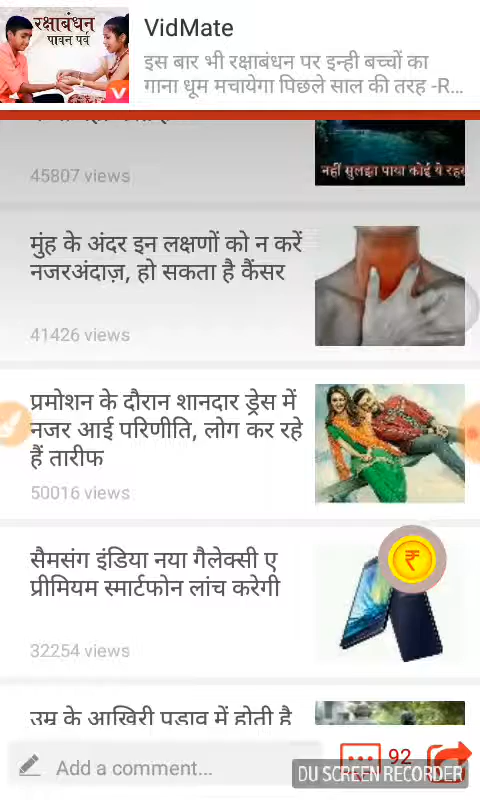 रक्षाबंधन
पावन पर्व
VidMate
इस बार भी रक्षाबंधन पर इन्ही बच्चों का
गाना धूम मचायेगा पिछले साल की तरह -R...
45807 views
नहीं सुलझा पाया कोई ये
मुंह के अंदर इन लक्षणों को न करें
नजरअंदाज़, हो सकता है कैंसर
41426 views
प्रमोशन के दौरान शानदार ड्रेस में
नजर आई परिणीति, लोग कर रहे
हैं तारीफ
50016 views
सैमसंग इंडिया नया गैलेक्सी ए
प्रीमियम स्मार्टफोन लांच करेगी
₹
32254 views
उम्र के आखिरी पड़ाव में होती है
Add a comment...
92
DU SCREEN RECORDER